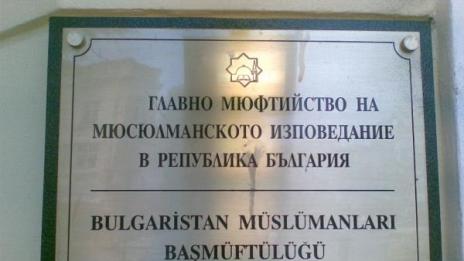 ГЛАВНО МЮФТИЙСТВО НА
МЮСЮЛМАНСКОТО ИЗПОВЕДАНИЕ
В РЕПУБЛИКА БЪЛГАРИЯ
BULGARİSTAN MÜSLÜMANLARI
BAŞMÜFTÜLÜĞÜ